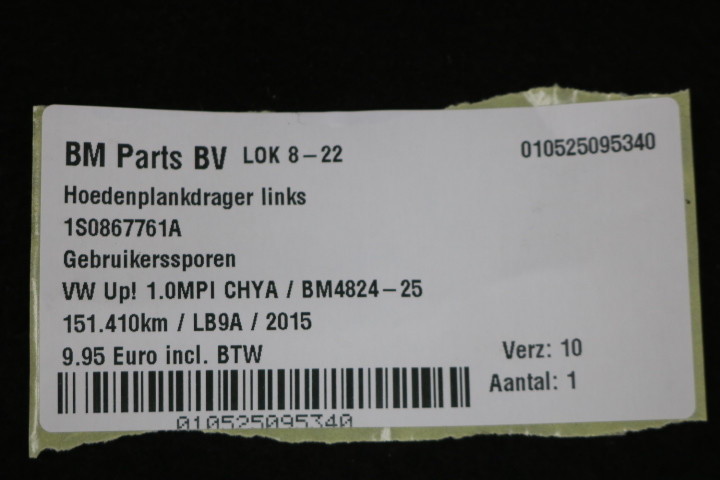 BM Parts BV LOK 8-22 010525095340
Hoedenplankdrager links
1S0867761A
Gebruikerssporen
VW Up! 1.0MPI CHYA / BM4824-25
151.410km / LB9A / 2015
9.95 Euro incl. BTW
Verz: 10
Aantal: 1
010525095340